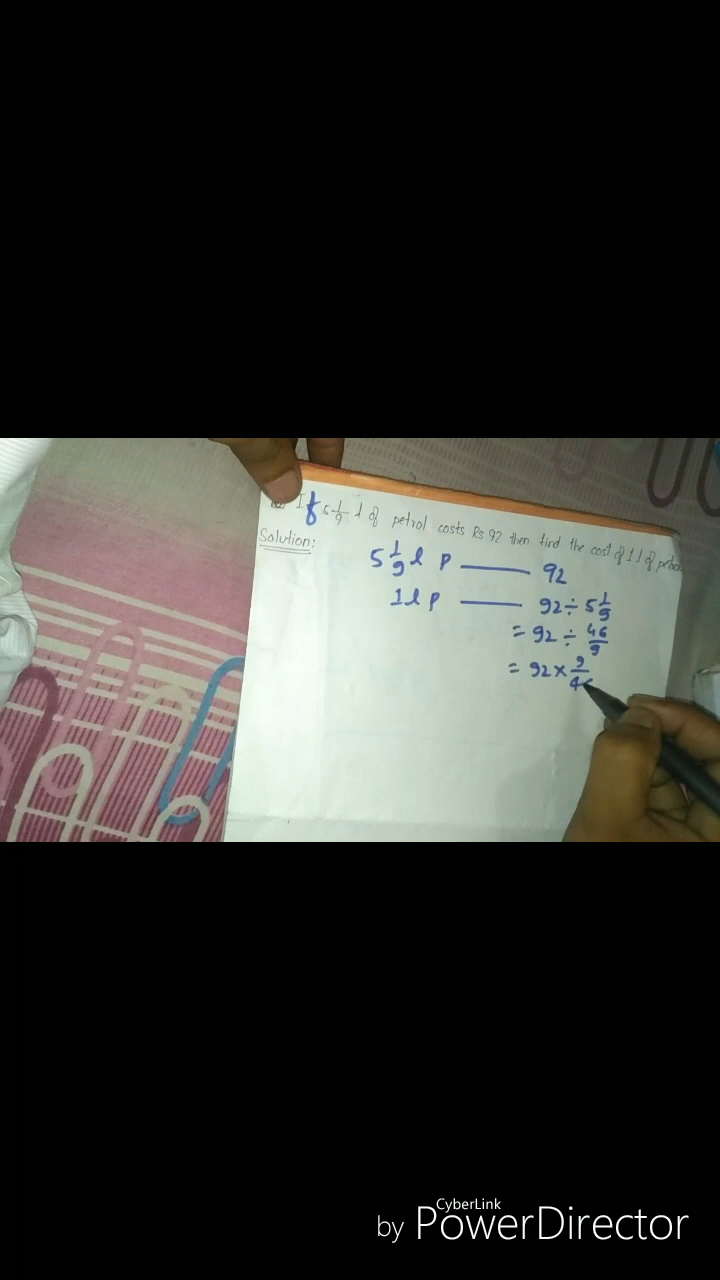 If 5 1/9 l of petrol costs Rs 92 then find the cost of 1 l of petrol
Solution:
5 1/9 l p —— 92
1 l p —— 92 ÷ 5 1/9
= 92 ÷ 46/9
= 92 × 9/46
CyberLink
by PowerDirector